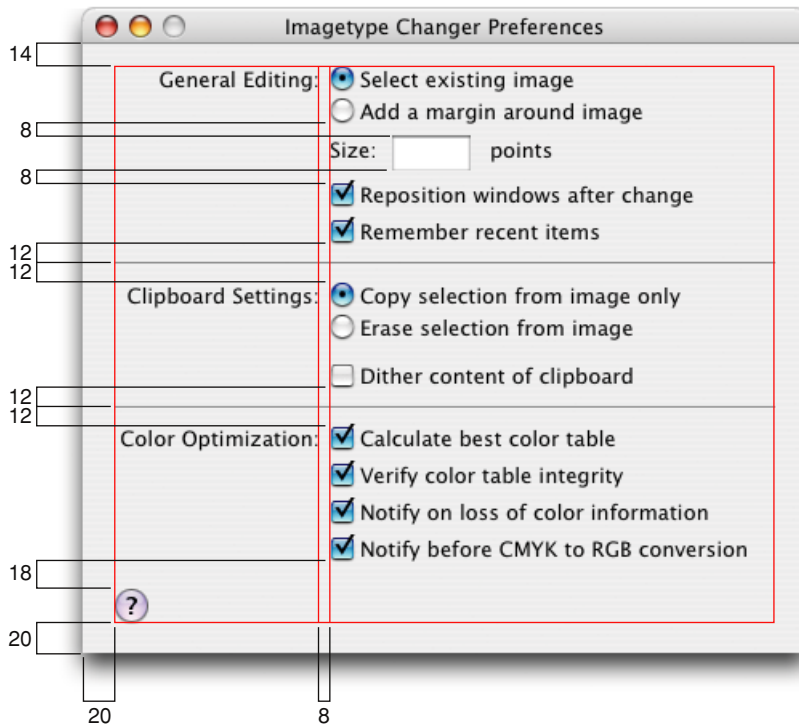 Imagetype Changer Preferences
14
General Editing: Select existing image
Add a margin around image
8
Size: points
8
Reposition windows after change
Remember recent items
12
12
Clipboard Settings: Copy selection from image only
Erase selection from image
Dither content of clipboard
12
12
Color Optimization: Calculate best color table
Verify color table integrity
Notify on loss of color information
Notify before CMYK to RGB conversion
18
?
20
20 8